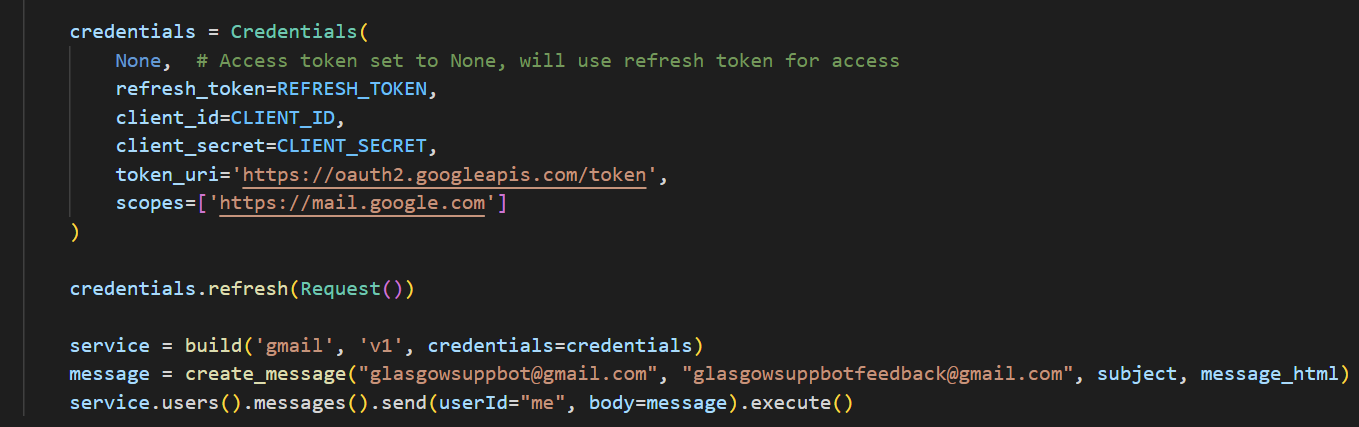 credentials = Credentials(
    None,  # Access token set to None, will use refresh token for access
    refresh_token=REFRESH_TOKEN,
    client_id=CLIENT_ID,
    client_secret=CLIENT_SECRET,
    token_uri='https://oauth2.googleapis.com/token',
    scopes=['https://mail.google.com']
)
credentials.refresh(Request())
service = build('gmail', 'v1', credentials=credentials)
message = create_message("glasgowsuppbot@gmail.com", "glasgowsuppbotfeedback@gmail.com", subject, message_html)
service.users().messages().send(userId="me", body=message).execute()